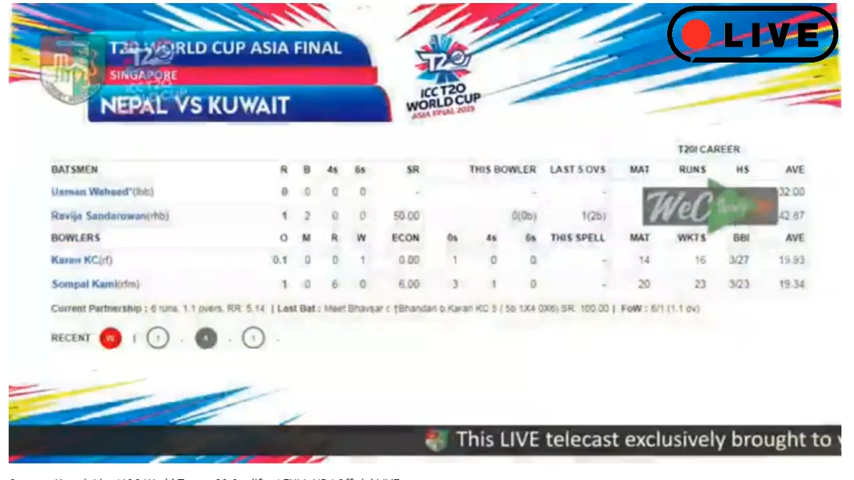 LIVE
T20 WORLD CUP ASIA FINAL
SINGAPORE
NEPAL VS KUWAIT
T20
ICC T20
WORLD CUP
ASIA FINAL
T20I CAREER
BATSMEN R B 4s 6s SR THIS BOWLER LAST 5 OVS MAT RUNS HS AVE
Usman Waheed*(lhb) 0 0 0 0 - - - 32.00
Ravija Sandaruwan(rhb) 1 2 0 0 50.00 0(0b) 1(2b) 42.87
BOWLERS O M R W ECON 0s 4s 6s THIS SPELL MAT WKTS BBI AVE
Karan KC(rf) 0.1 0 0 1 0.00 1 0 0 - 14 16 3/27 19.93
Sompal Kami(rfm) 1 0 6 0 6.00 3 1 0 - 20 23 3/23 19.34
Current Partnership : 6 runs, 1.1 overs, RR: 5.14 | Last Bat : Meet Bhavsar c †Bhandari b Karan KC 5 ( 5b 1X4 0X6) SR. 100.00 | FoW : 6/1 (1.1 ov)
RECENT W | 1 . 4 . 1 .
This LIVE telecast exclusively brought to